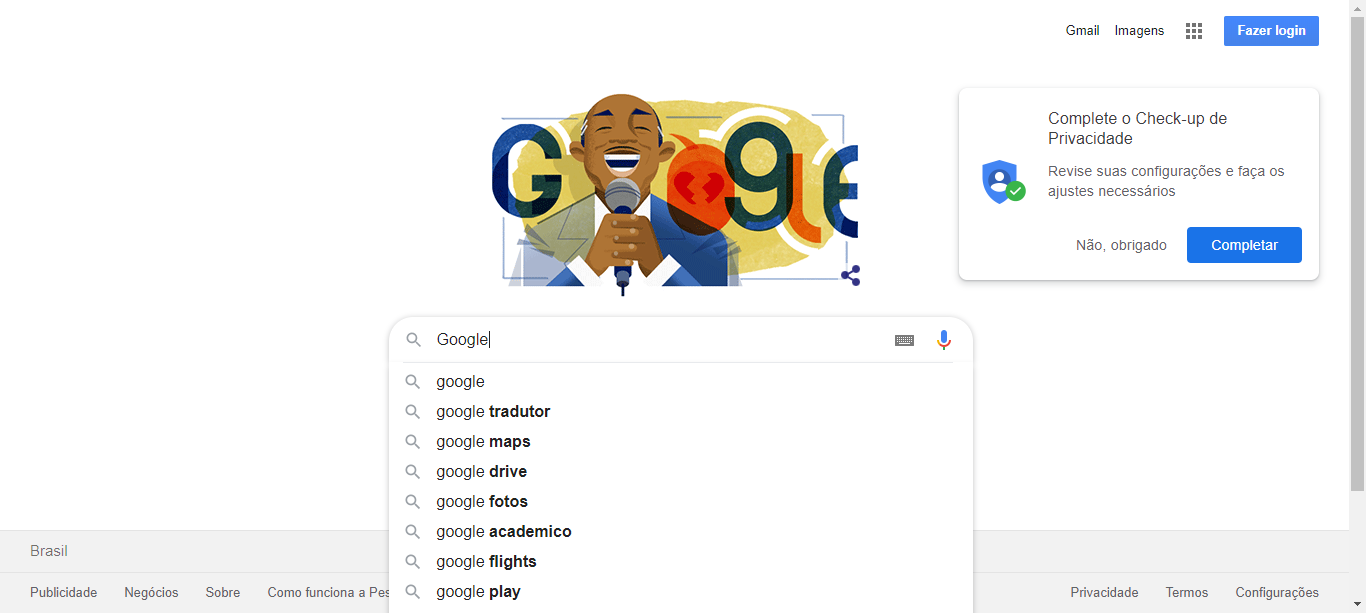 Gmail Imagens Fazer login
Google
Complete o Check-up de
Privacidade
Revise suas configurações e faça os
ajustes necessários
Não, obrigado Completar
Google
google
google tradutor
google maps
google drive
google fotos
google academico
google flights
google play
Brasil
Publicidade Negócios Sobre Como funciona a Pes
Privacidade Termos Configurações